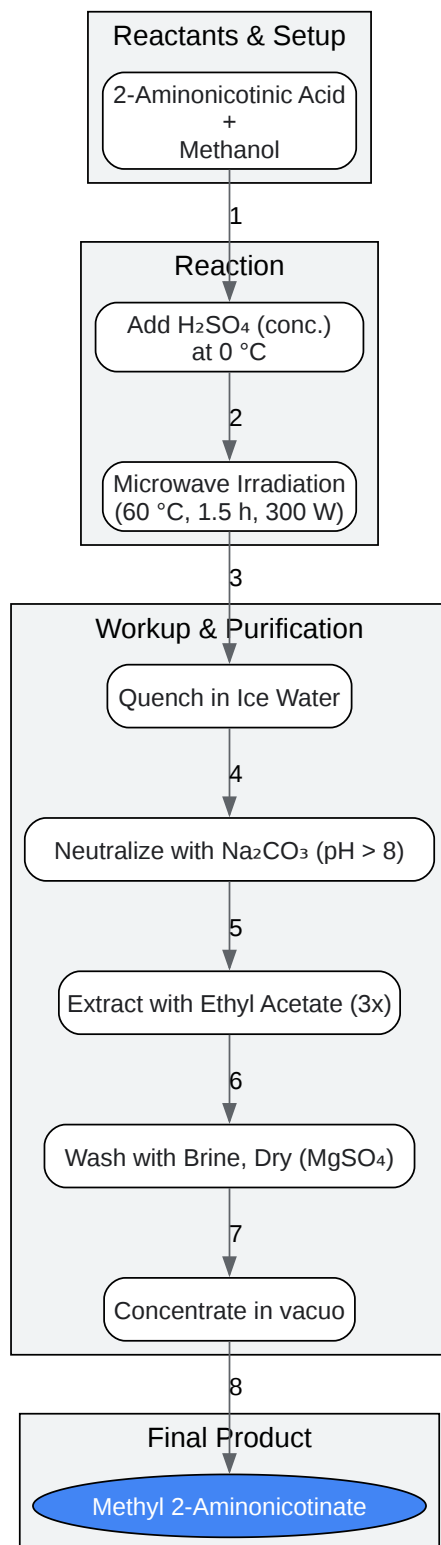 Reactants & Setup
2-Aminonicotinic Acid
+
Methanol
1
Reaction
Add H₂SO₄ (conc.)
at 0 °C
2
Microwave Irradiation
(60 °C, 1.5 h, 300 W)
3
Workup & Purification
Quench in Ice Water
4
Neutralize with Na₂CO₃ (pH > 8)
5
Extract with Ethyl Acetate (3x)
6
Wash with Brine, Dry (MgSO₄)
7
Concentrate in vacuo
8
Final Product
Methyl 2-Aminonicotinate